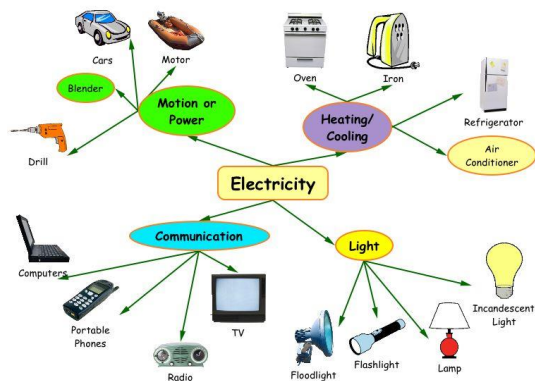 Cars
Motor
Blender
Motion or
Power
Drill
Oven
Iron
Heating/
Cooling
Refrigerator
Air
Conditioner
Electricity
Communication
Light
Computers
Portable
Phones
Radio
TV
Floodlight
Flashlight
Lamp
Incandescent
Light